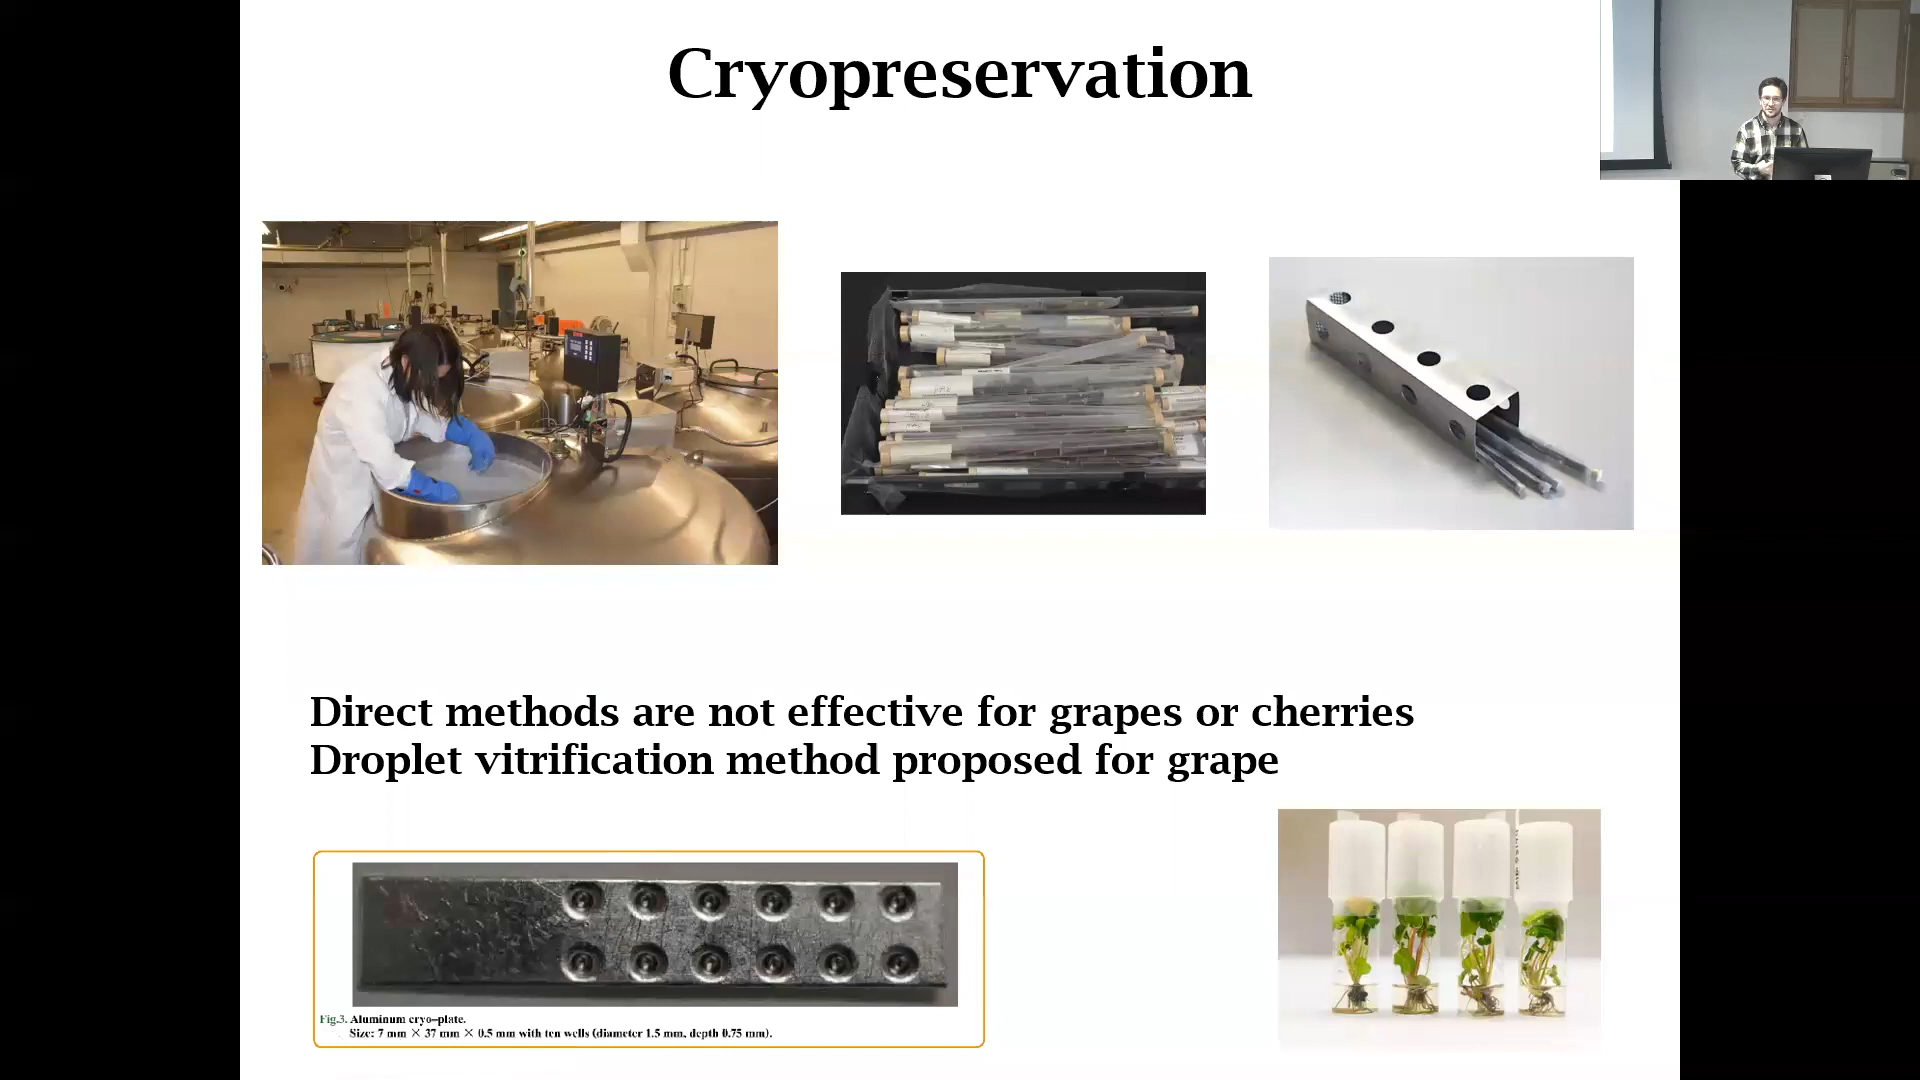 Cryopreservation
Direct methods are not effective for grapes or cherries
Droplet vitrification method proposed for grape
Fig.3. Aluminum cryo-plate.
Size: 7 mm × 37 mm × 0.5 mm with ten wells (diameter 1.5 mm, depth 0.75 mm).